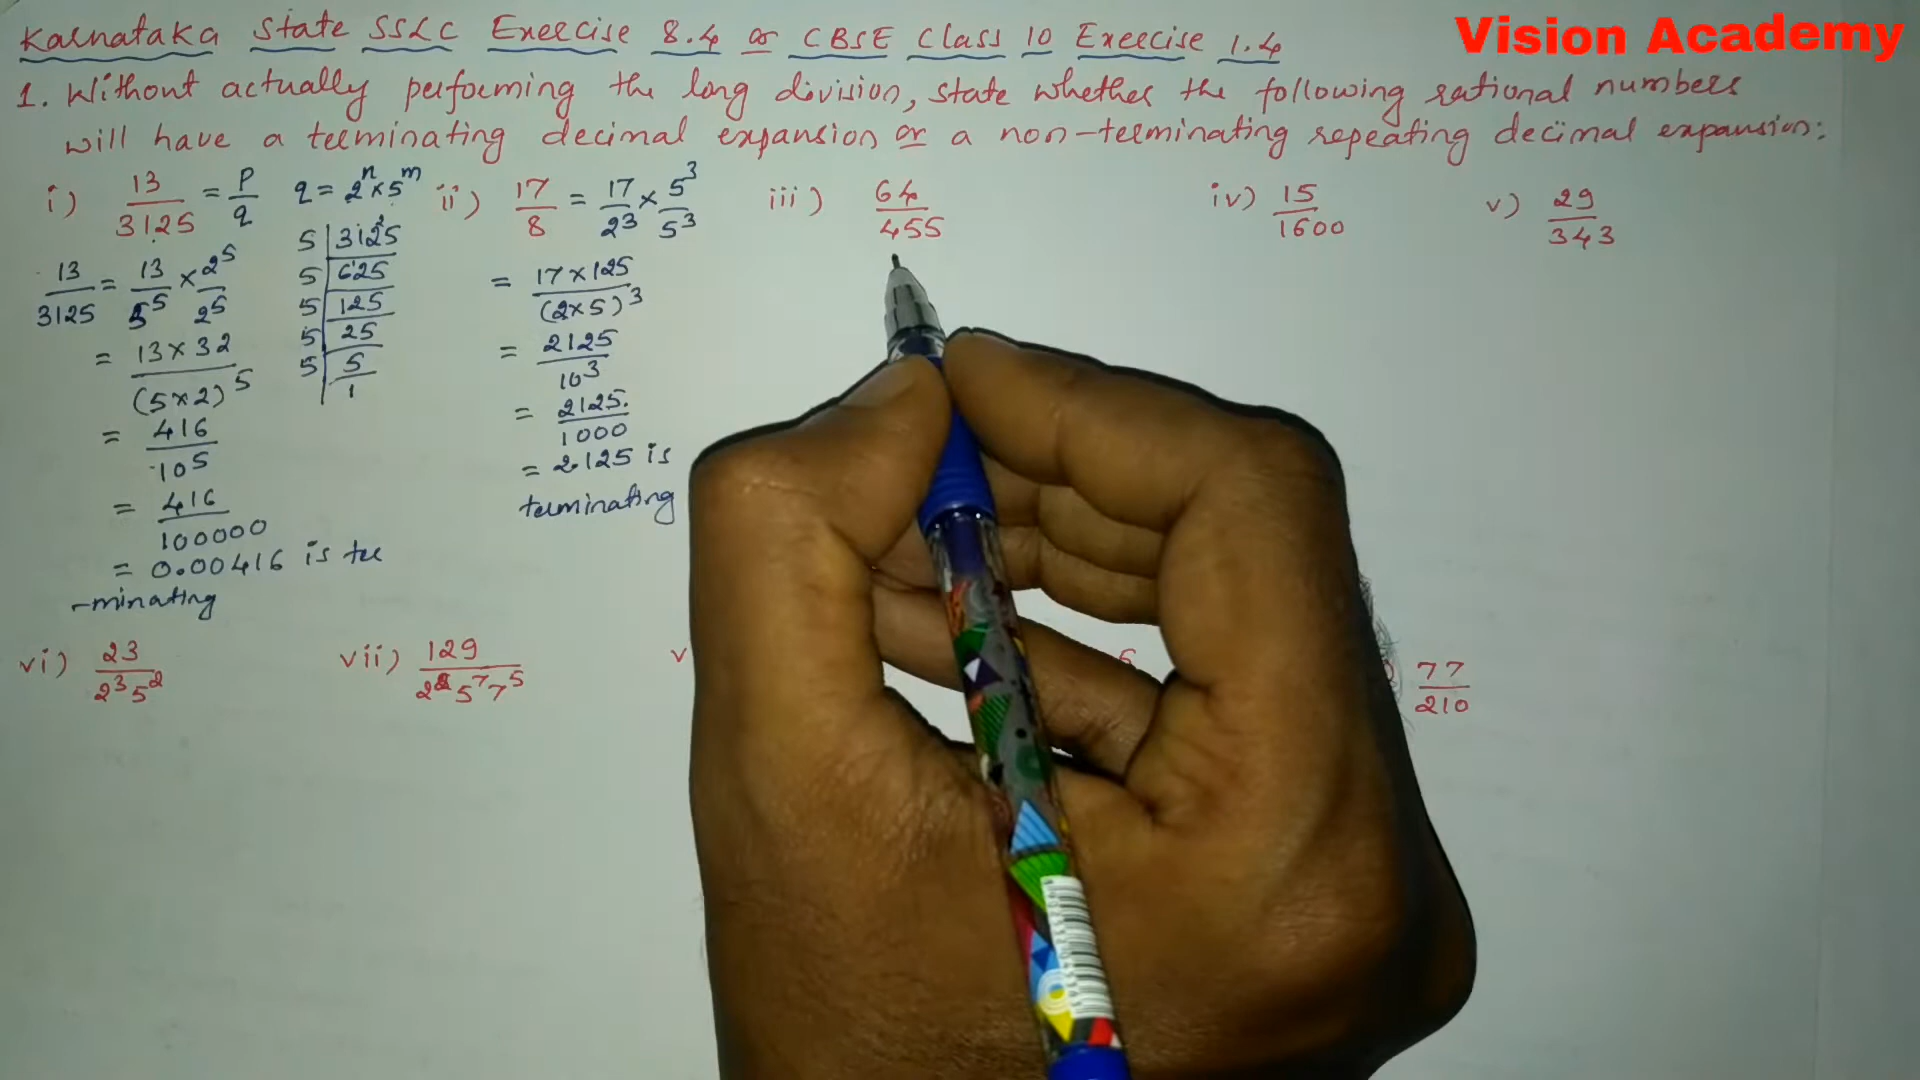 Karnataka State SSLC Exercise 8.4 or CBSE Class 10 Exercise 1.4
Vision Academy
1. Without actually performing the long division, state whether the following rational numbers
will have a terminating decimal expansion or a non-terminating repeating decimal expansion:
i) 13/3125 = p/q q = 2^n × 5^m
5 | 3125
5 | 625
5 | 125
5 | 25
5 | 5
1
13/3125 = 13/5^5 × 2^5/2^5
= 13 × 32/(5×2)^5
= 416/10^5
= 416/100000
= 0.00416 is ter
-minating
ii) 17/8 = 17/2^3 × 5^3/5^3
= 17 × 125/(2×5)^3
= 2125/10^3
= 2125/1000
= 2.125 is
terminating
iii) 64/455
iv) 15/1600
v) 29/343
vi) 23/2^3 5^2
vii) 129/2^2 5^7 7^5
v
6
77/210